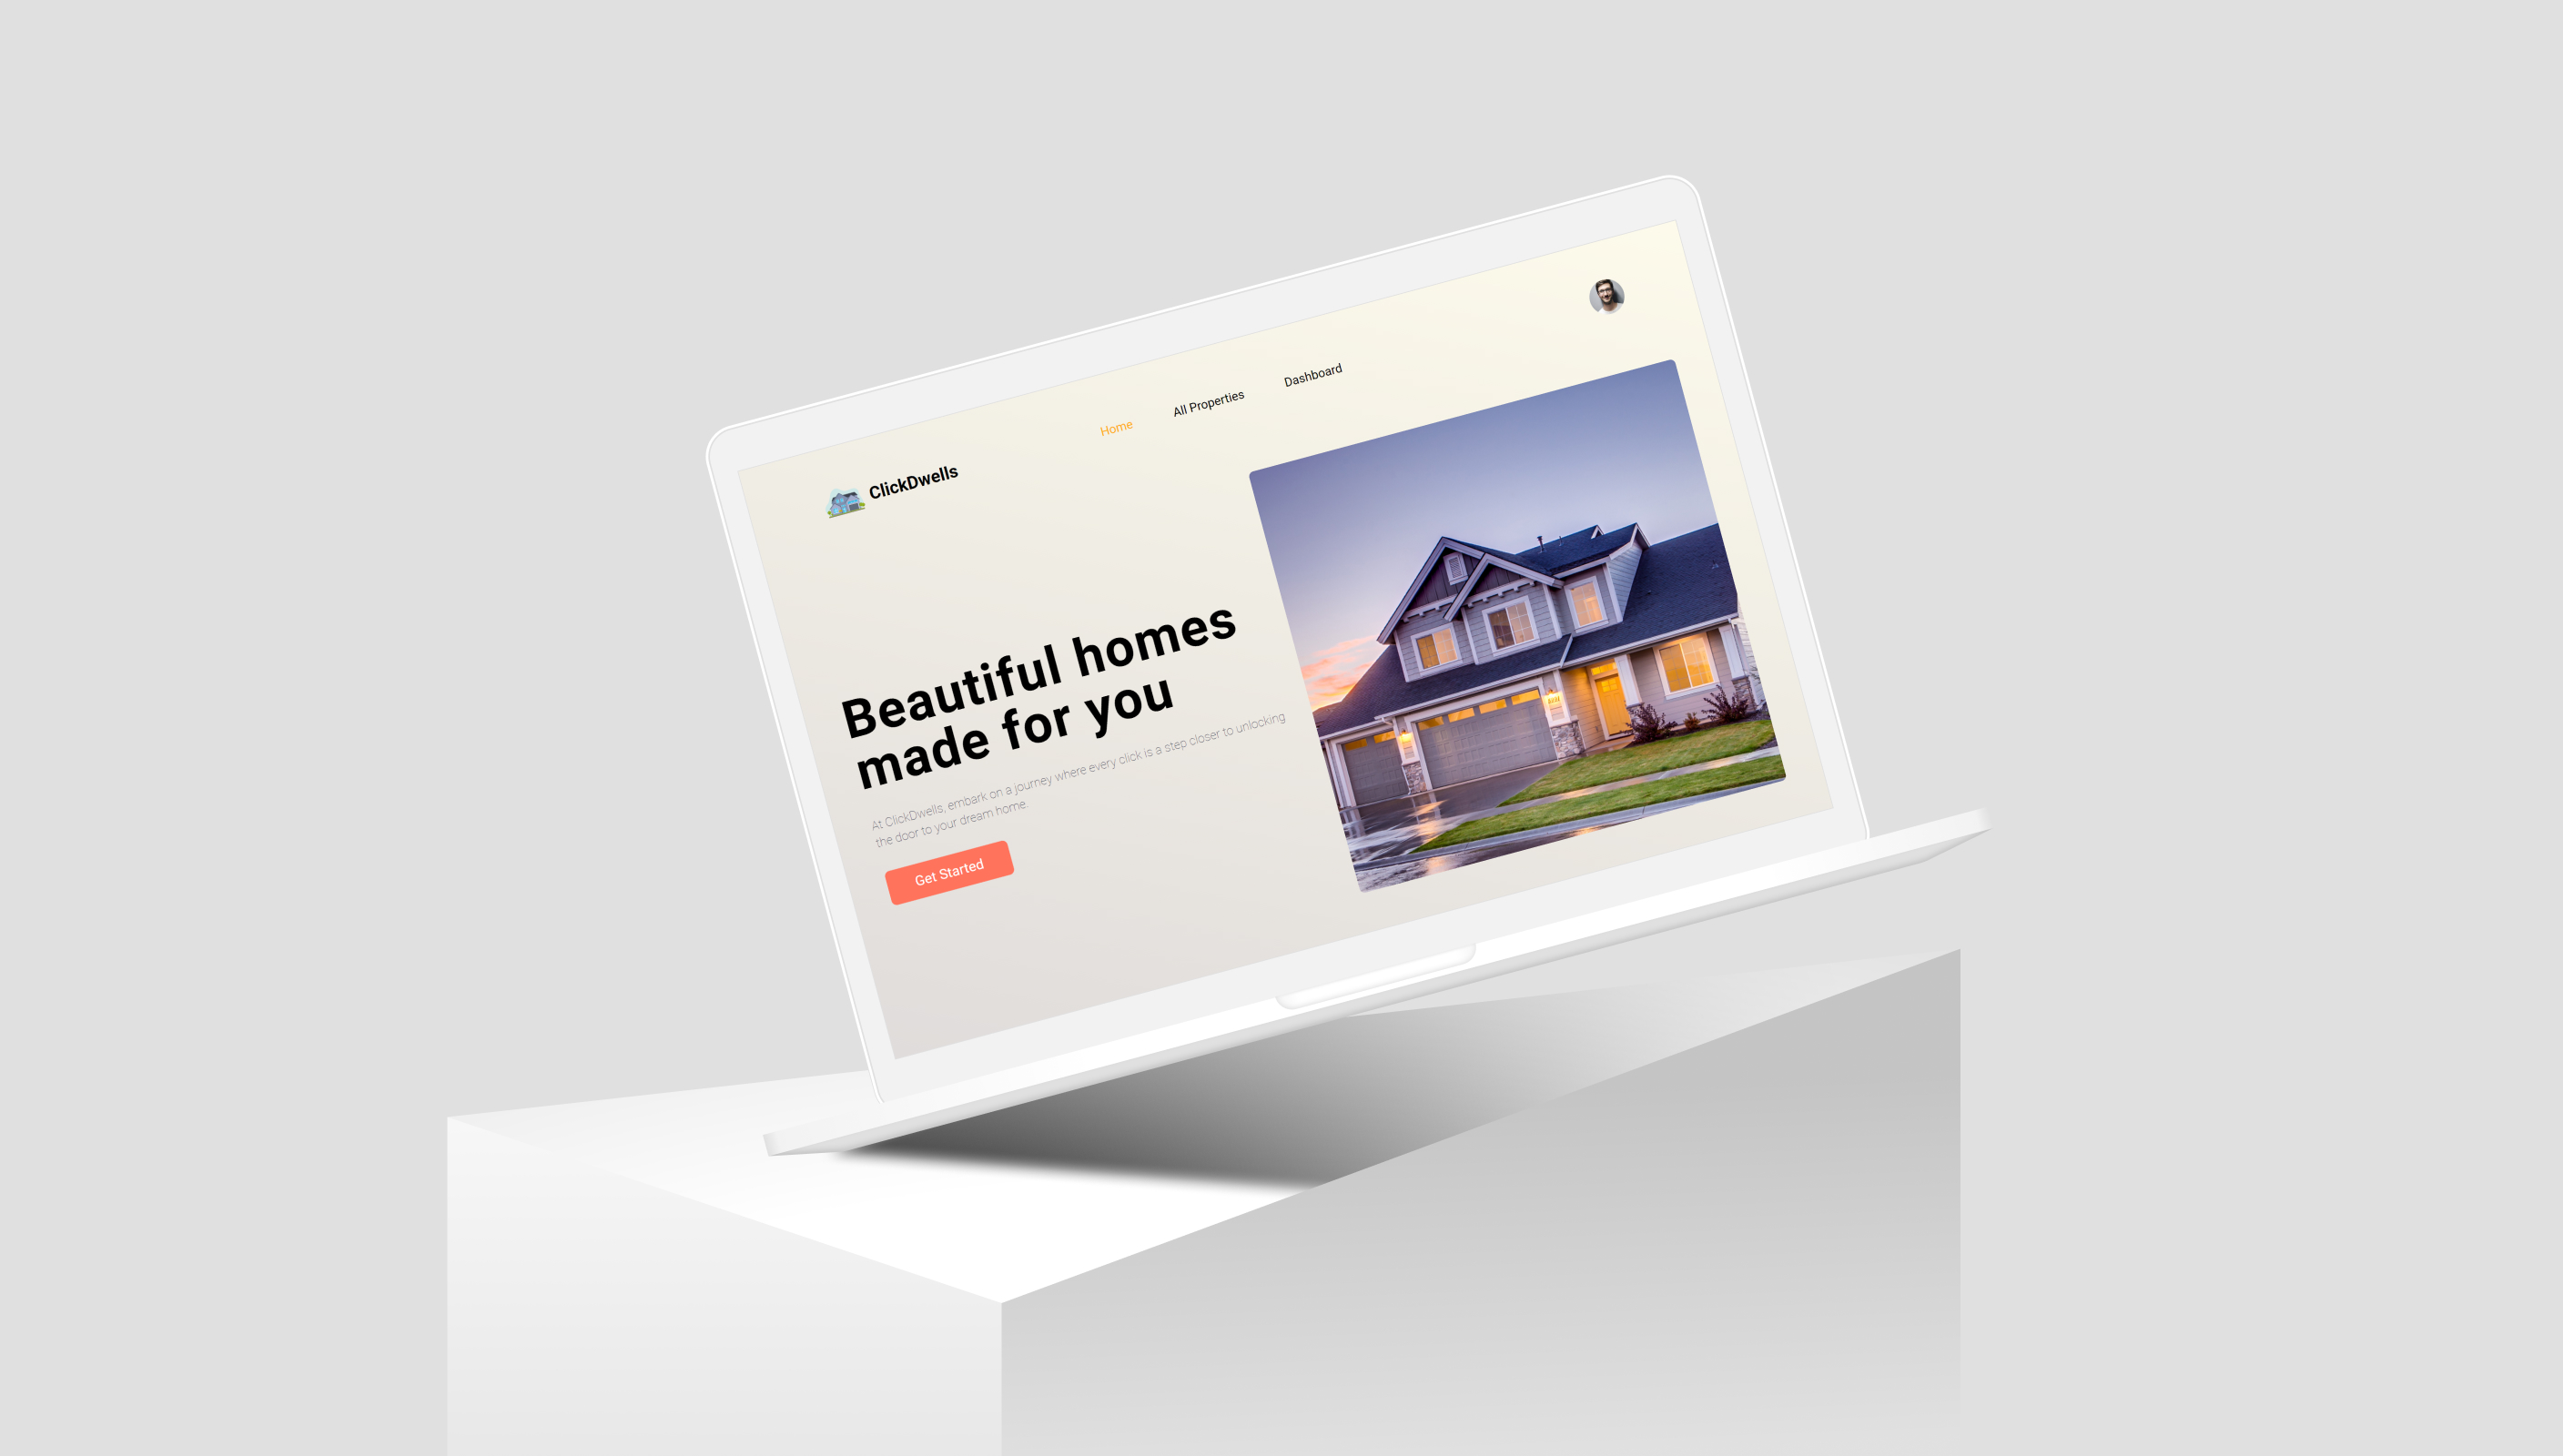 ClickDwells
Home
All Properties
Dashboard
Beautiful homes
made for you
At ClickDwells, embark on a journey where every click is a step closer to unlocking
the door to your dream home.
Get Started